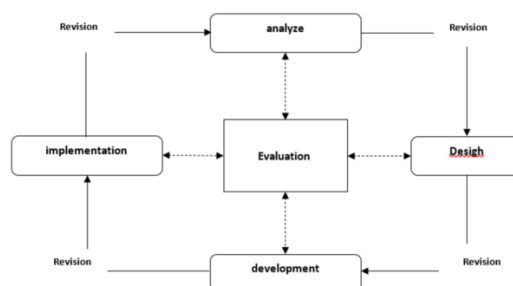 Revision
analyze
Revision
implementation
Evaluation
Desigh
Revision
development
Revision